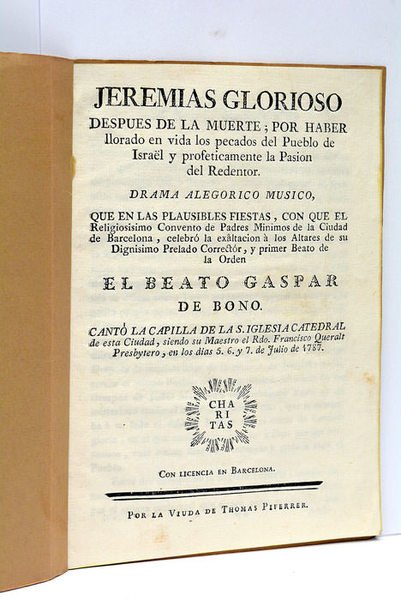 JEREMIAS GLORIOSO
DESPUES DE LA MUERTE; POR HABER
llorado en vida los pecados del Pueblo de
Israël y profeticamente la Pasion
del Redentor.
DRAMA ALEGORICO MUSICO,
QUE EN LAS PLAUSIBLES FIESTAS, CON QUE EL
Religiosisimo Convento de Padres Minimos de la Ciudad
de Barcelona, celebró la exâltacion à los Altares de su
Dignisimo Prelado Correctór, y primer Beato de
la Orden
EL BEATO GASPAR
DE BONO.
CANTÒ LA CAPILLA DE LA S. IGLESIA CATEDRAL
de esta Ciudad, siendo su Maestro el Rdo. Francisco Queralt
Presbytero, en los dias 5. 6. y 7. de Julio de 1787.
CHA
RI
TAS
CON LICENCIA EN BARCELONA.
POR LA VIUDA DE THOMAS PIFERRER.